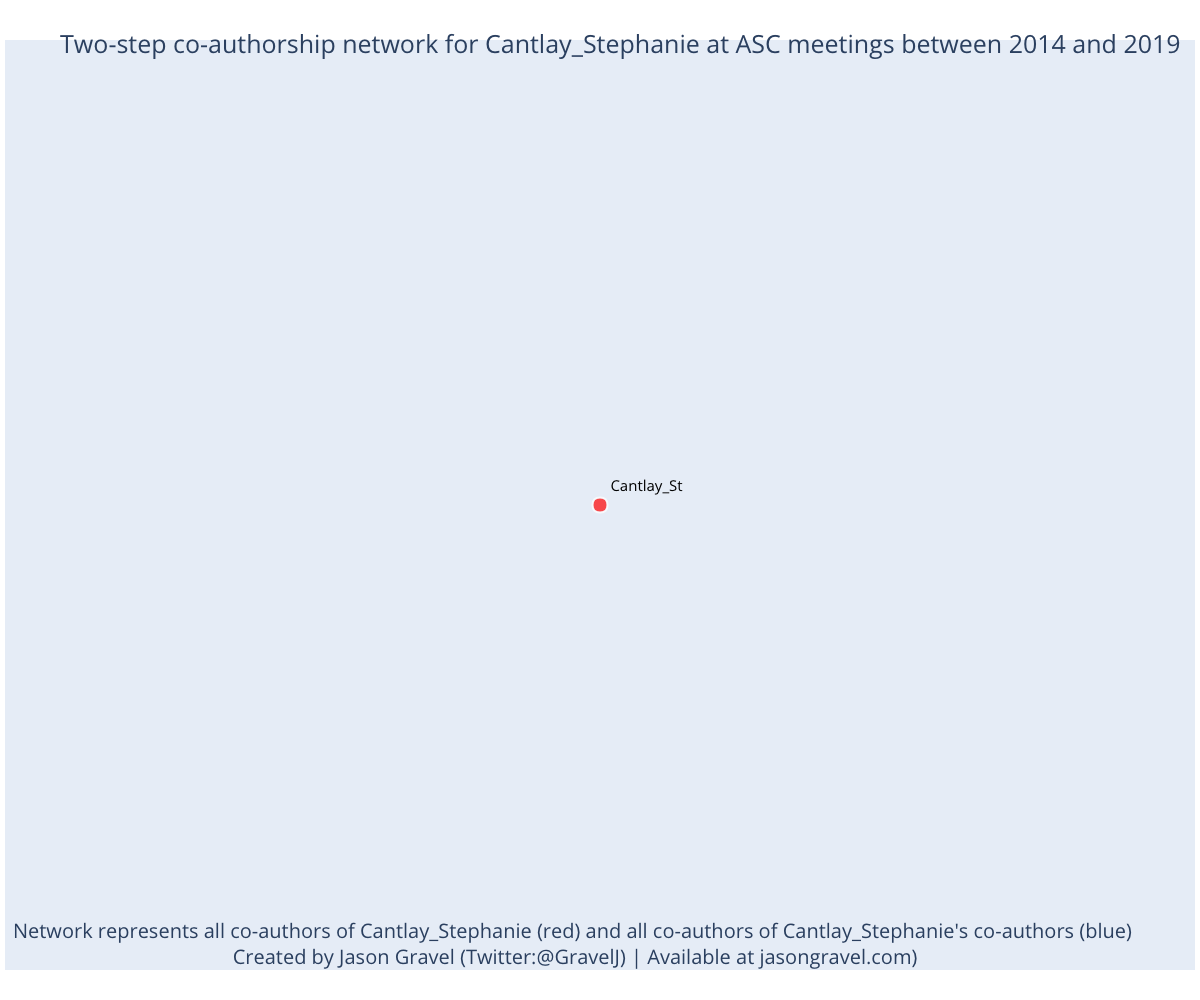 Two-step co-authorship network for Cantlay_Stephanie at ASC meetings between 2014 and 2019
Cantlay_St
Network represents all co-authors of Cantlay_Stephanie (red) and all co-authors of Cantlay_Stephanie's co-authors (blue)
Created by Jason Gravel (Twitter:@GravelJ) | Available at jasongravel.com)